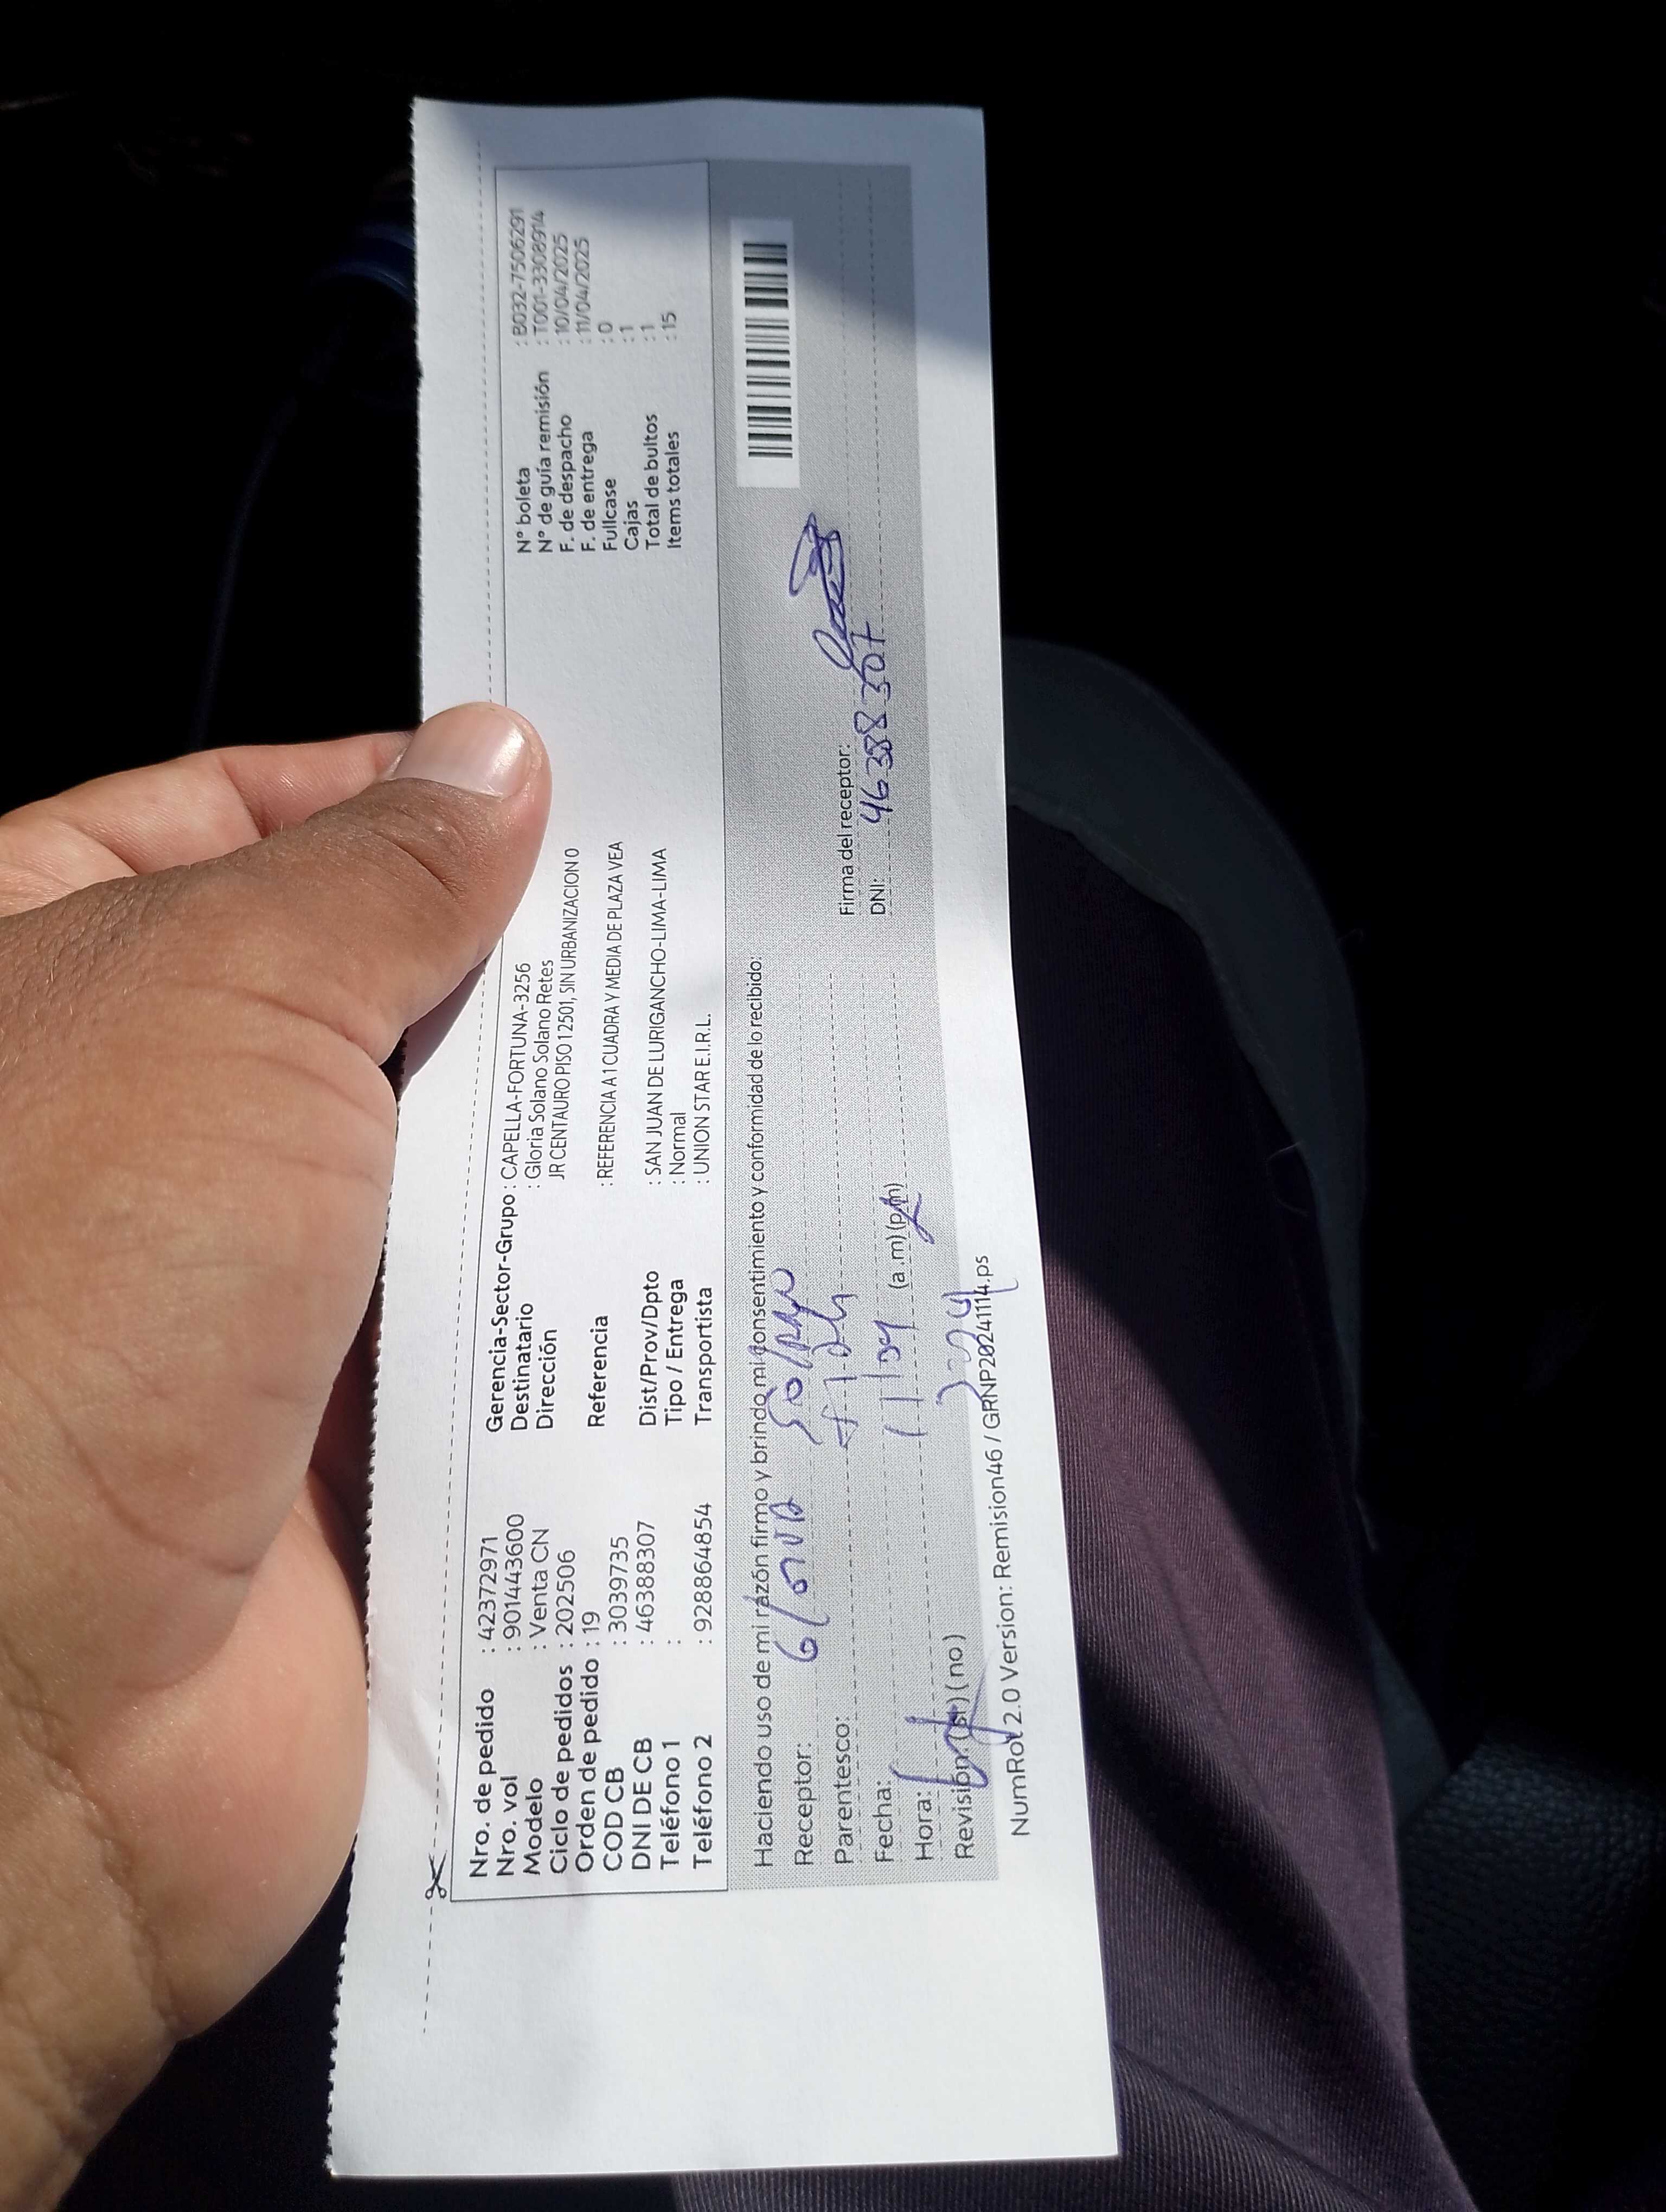 Nro. de pedido : 42372971
Nro. vol : 901443600
Modelo : Venta CN
Ciclo de pedidos : 202506
Orden de pedido : 19
COD CB : 3039735
DNI DE CB : 46388307
Teléfono 1 :
Teléfono 2 : 928864854
Gerencia-Sector-Grupo : CAPELLA-FORTUNA-3256
Destinatario : Gloria Solano Solano Retes
Dirección JR CENTAURO PISO 1 2501, SIN URBANIZACION 0
Referencia : REFERENCIA A 1 CUADRA Y MEDIA DE PLAZA VEA
Dist/Prov/Dpto : SAN JUAN DE LURIGANCHO-LIMA-LIMA
Tipo / Entrega : Normal
Transportista : UNION STAR E.I.R.L.
N° boleta : B032-7506291
N° de guía remisión : T001-3308914
F. de despacho : 10/04/2025
F. de entrega : 11/04/2025
Fullcase : 0
Cajas : 1
Total de bultos : 1
Items totales : 15
Haciendo uso de mi razón firmo y brindo mi consentimiento y conformidad de lo recibido:
Receptor: Gloria Solano
Parentesco:
Fecha: 11/04
Hora: (a.m) (p.m)
Revisión: (si) (no)
Firma del receptor:
DNI: 46388307
NumRot 2.0 Version: Remision46 / GRNP20241114.ps